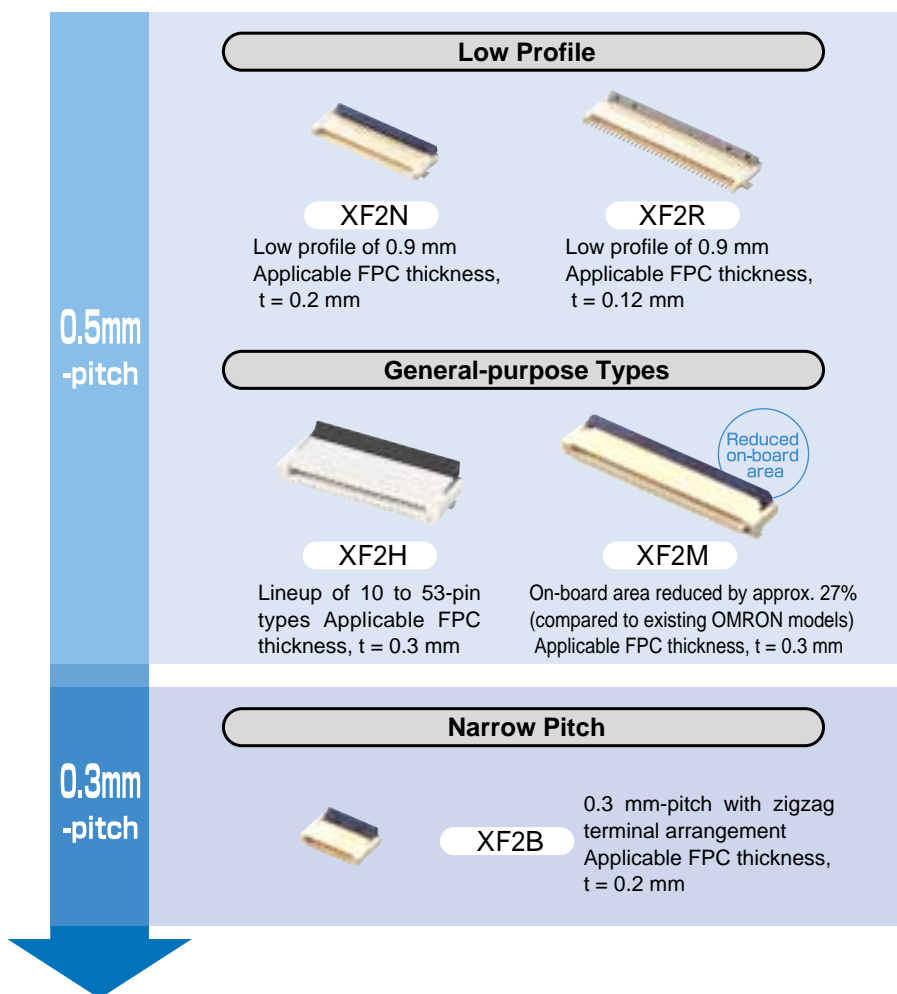 Low Profile
XF2N
Low profile of 0.9 mm
Applicable FPC thickness,
t = 0.2 mm
XF2R
Low profile of 0.9 mm
Applicable FPC thickness,
t = 0.12 mm
0.5mm
-pitch
General-purpose Types
XF2H
Lineup of 10 to 53-pin
types Applicable FPC
thickness, t = 0.3 mm
Reduced
on-board
area
XF2M
On-board area reduced by approx. 27%
(compared to existing OMRON models)
Applicable FPC thickness, t = 0.3 mm
Narrow Pitch
0.3mm
-pitch
XF2B
0.3 mm-pitch with zigzag
terminal arrangement
Applicable FPC thickness,
t = 0.2 mm